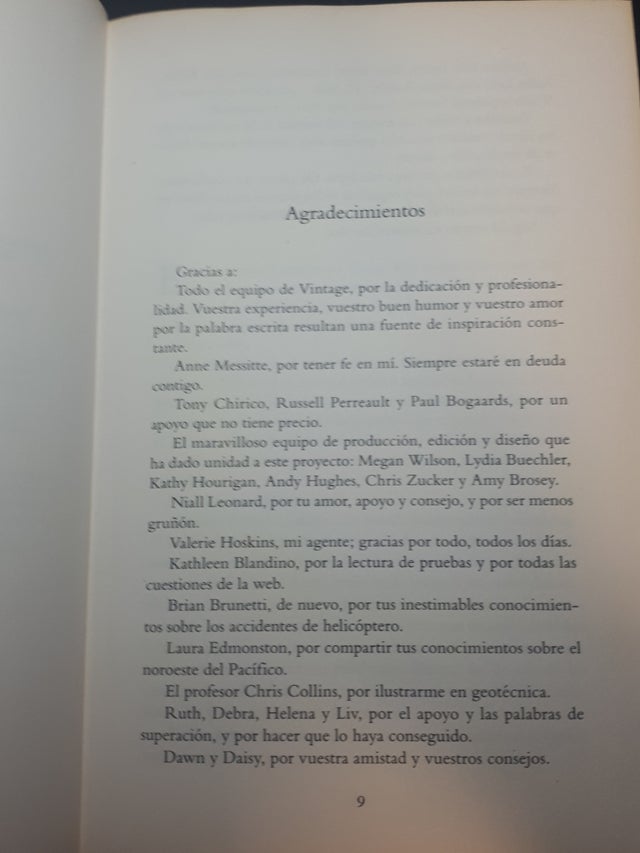 Agradecimientos
Gracias a:
Todo el equipo de Vintage, por la dedicación y profesiona-
lidad. Vuestra experiencia, vuestro buen humor y vuestro amor
por la palabra escrita resultan una fuente de inspiración cons-
tante.
Anne Messitte, por tener fe en mí. Siempre estaré en deuda
contigo.
Tony Chirico, Russell Perreault y Paul Bogaards, por un
apoyo que no tiene precio.
El maravilloso equipo de producción, edición y diseño que
ha dado unidad a este proyecto: Megan Wilson, Lydia Buechler,
Kathy Hourigan, Andy Hughes, Chris Zucker y Amy Brosey.
Niall Leonard, por tu amor, apoyo y consejo, y por ser menos
gruñón.
Valerie Hoskins, mi agente; gracias por todo, todos los días.
Kathleen Blandino, por la lectura de pruebas y por todas las
cuestiones de la web.
Brian Brunetti, de nuevo, por tus inestimables conocimien-
tos sobre los accidentes de helicóptero.
Laura Edmonston, por compartir tus conocimientos sobre el
noroeste del Pacífico.
El profesor Chris Collins, por ilustrarme en geotécnica.
Ruth, Debra, Helena y Liv, por el apoyo y las palabras de
superación, y por hacer que lo haya conseguido.
Dawn y Daisy, por vuestra amistad y vuestros consejos.
9